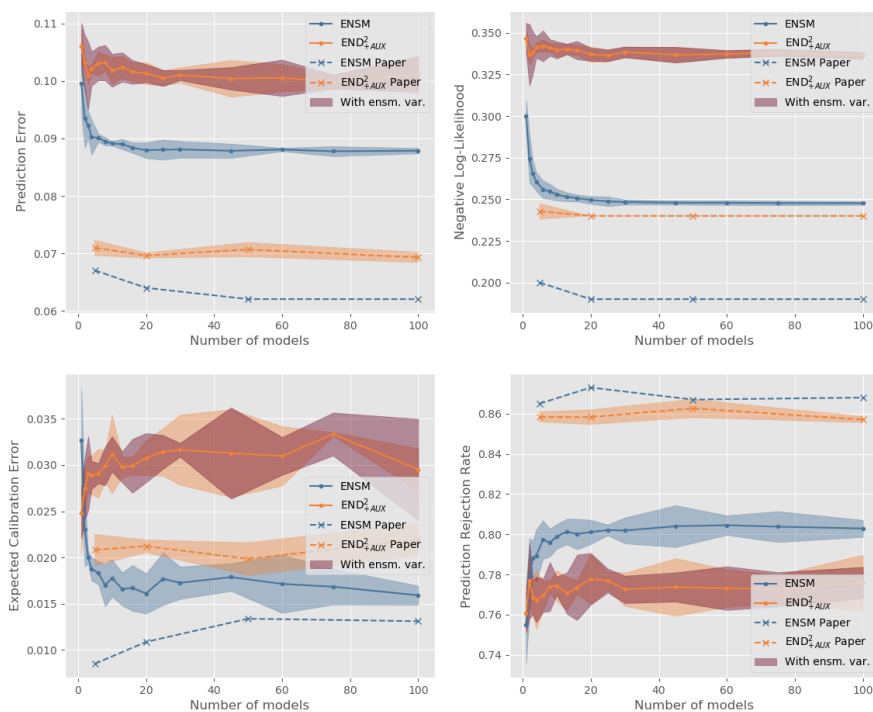 0.11
0.10
0.09
0.08
0.07
0.06
Prediction Error
0 20 40 60 80 100
Number of models
ENSM
END²₊AUX
ENSM Paper
END²₊AUX Paper
With ensm. var.
0.350
0.325
0.300
0.275
0.250
0.225
0.200
Negative Log-Likelihood
0 20 40 60 80 100
Number of models
ENSM
END²₊AUX
ENSM Paper
END²₊AUX Paper
With ensm. var.
0.035
0.030
0.025
0.020
0.015
0.010
Expected Calibration Error
0 20 40 60 80 100
Number of models
ENSM
END²₊AUX
ENSM Paper
END²₊AUX Paper
With ensm. var.
0.86
0.84
0.82
0.80
0.78
0.76
0.74
Prediction Rejection Rate
0 20 40 60 80 100
Number of models
ENSM
END²₊AUX
ENSM Paper
END²₊AUX Paper
With ensm. var.